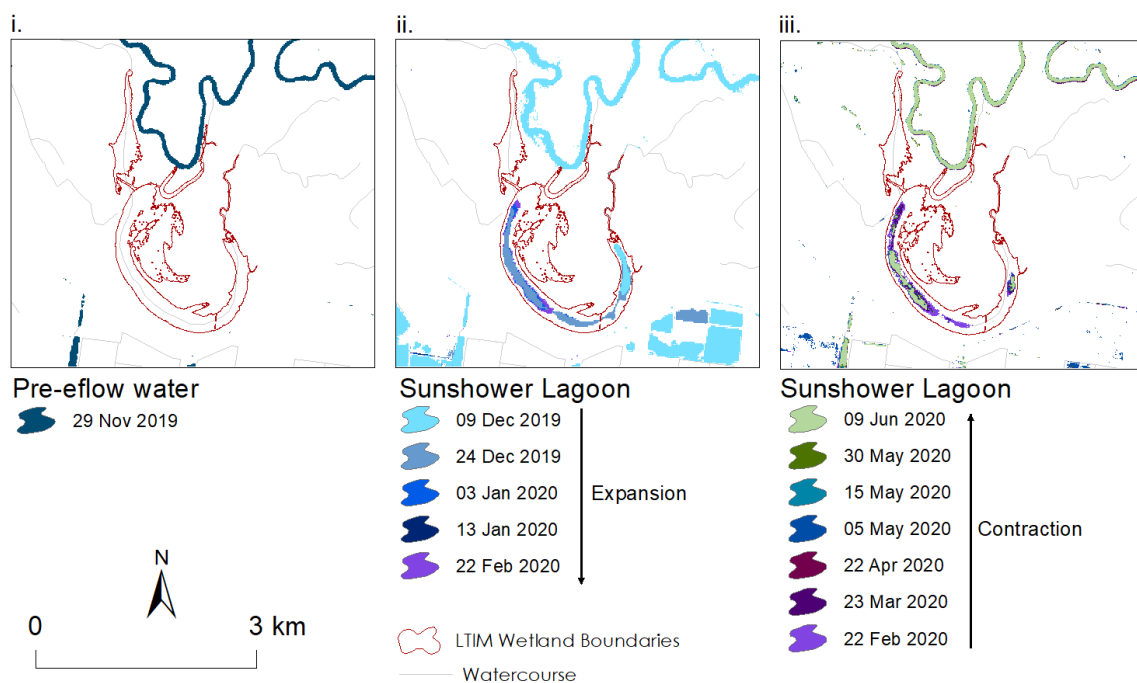 i.
ii.
iii.
Pre-eflow water
29 Nov 2019
N
0 3 km
Sunshower Lagoon
09 Dec 2019
24 Dec 2019
03 Jan 2020
13 Jan 2020
22 Feb 2020
Expansion
LTIM Wetland Boundaries
Watercourse
Sunshower Lagoon
09 Jun 2020
30 May 2020
15 May 2020
05 May 2020
22 Apr 2020
23 Mar 2020
22 Feb 2020
Contraction